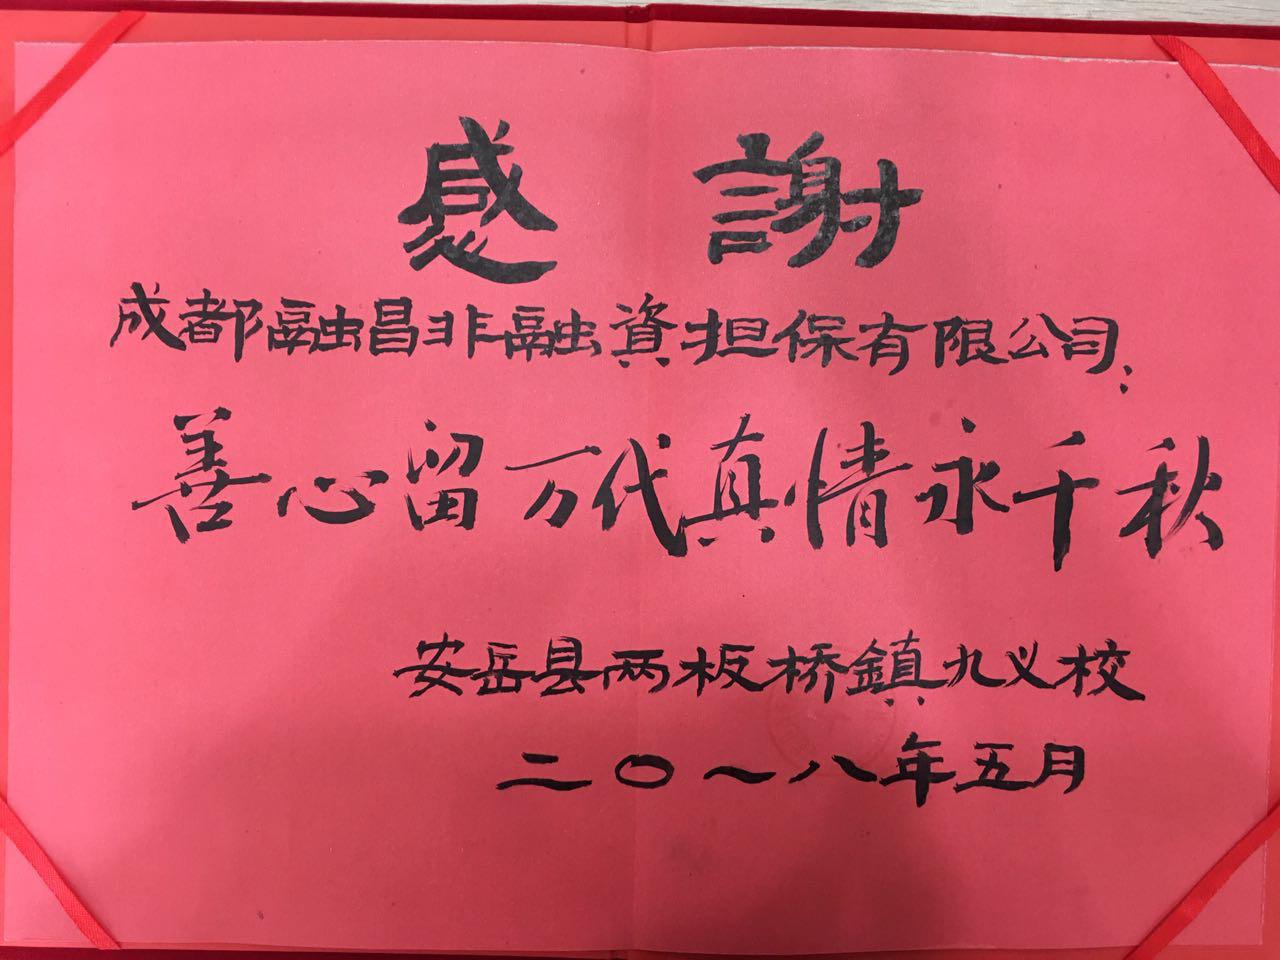 感謝
成都融昌非融資担保有限公司:
善心留万代真情永千秋
安岳县两板桥鎮九义校
二〇一八年五月